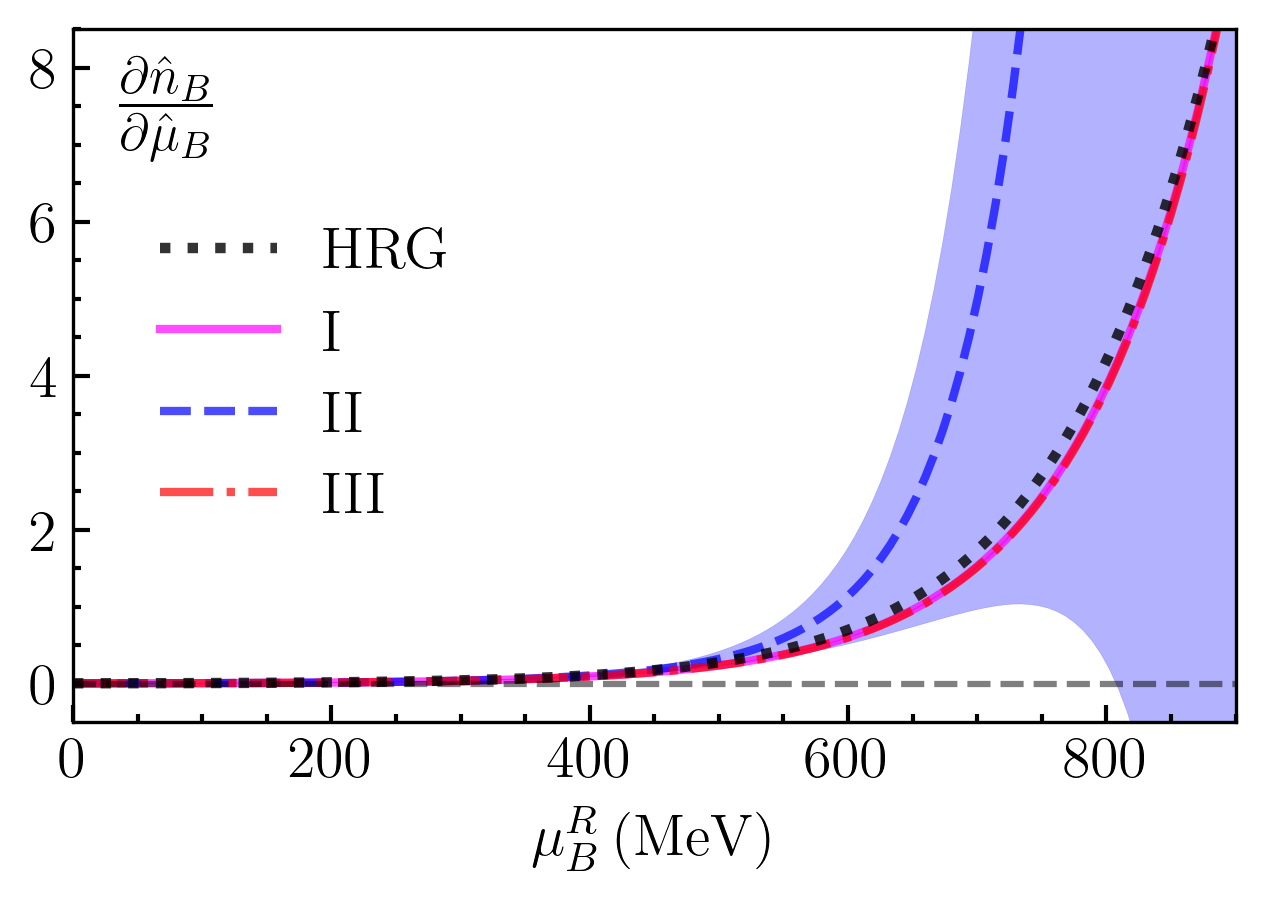 8
∂n̂_B
∂μ̂_B
6
HRG
I
4
II
III
2
0
0 200 400 600 800
μ_B^R (MeV)